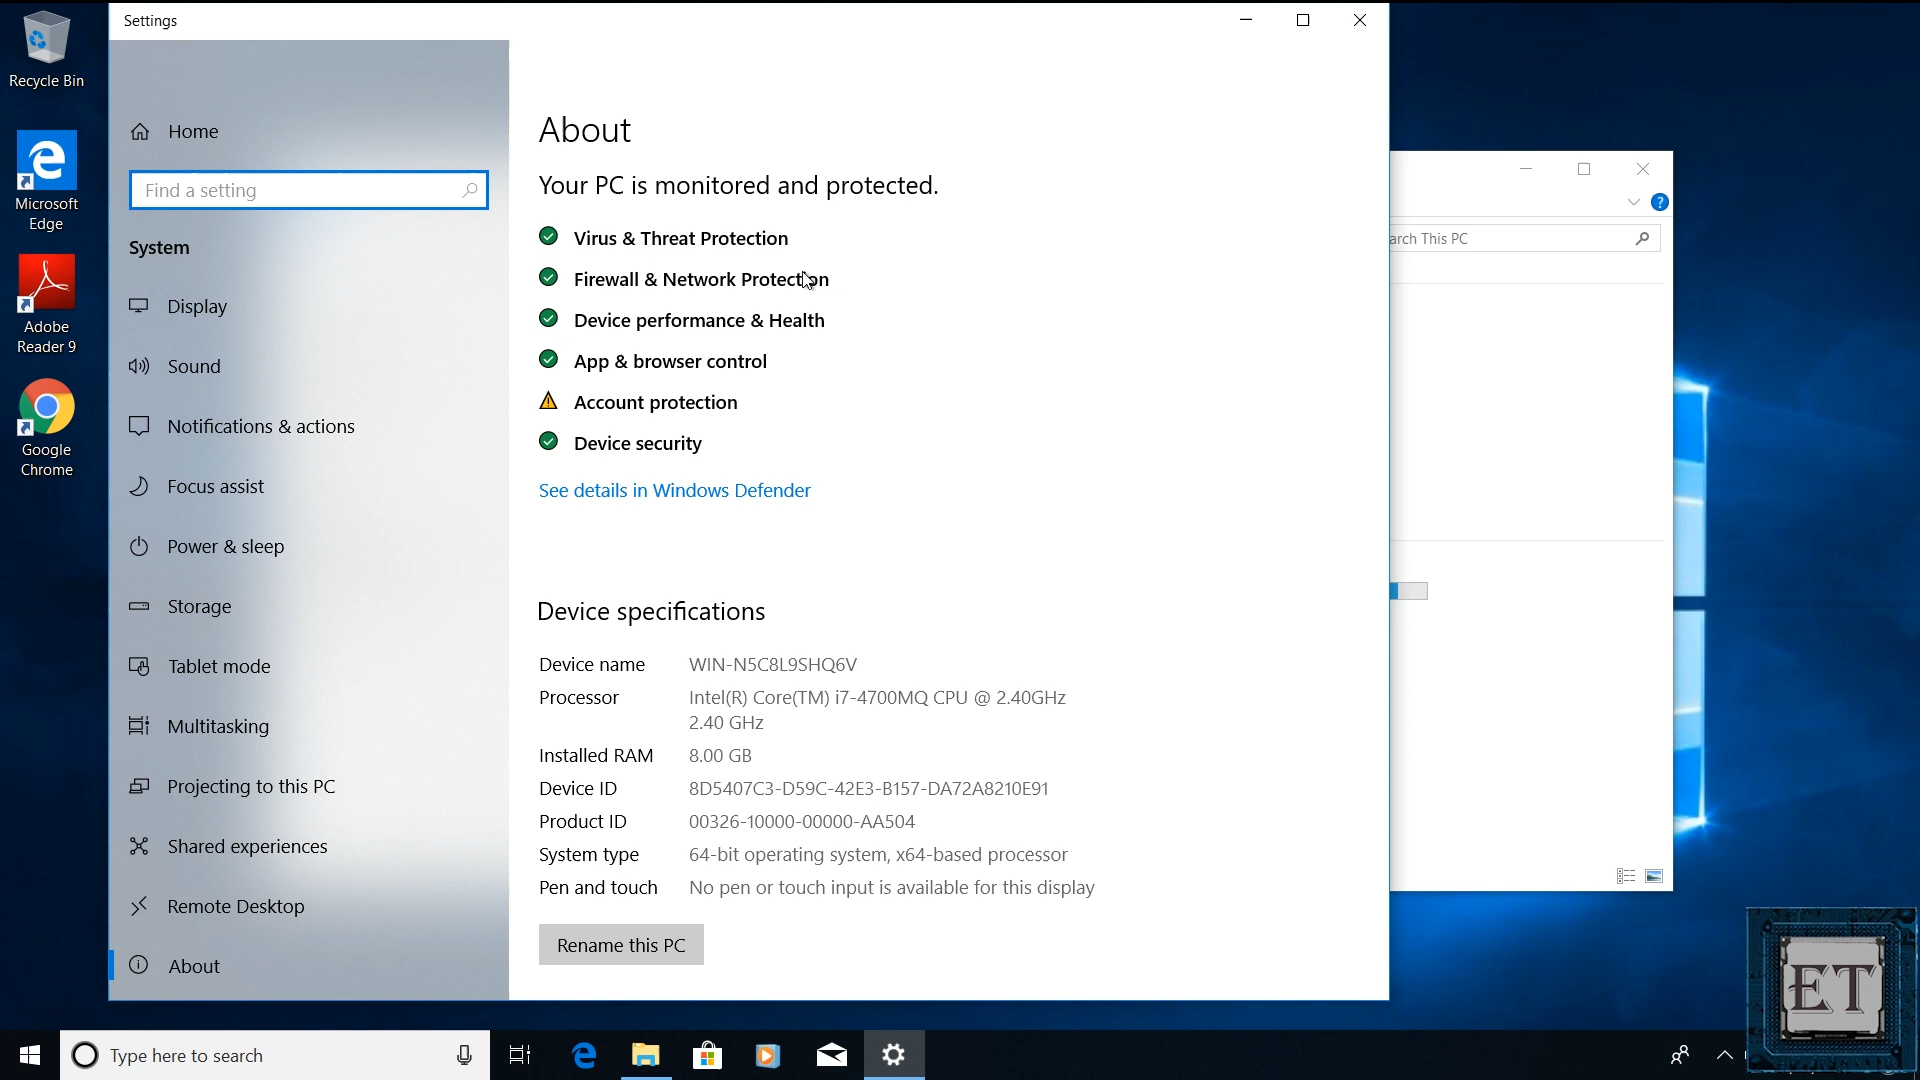 Settings
Recycle Bin
Microsoft
Edge
Adobe
Reader 9
Google
Chrome
Home
Find a setting
System
Display
Sound
Notifications & actions
Focus assist
Power & sleep
Storage
Tablet mode
Multitasking
Projecting to this PC
Shared experiences
Remote Desktop
About
About
Your PC is monitored and protected.
Virus & Threat Protection
Firewall & Network Protection
Device performance & Health
App & browser control
Account protection
Device security
See details in Windows Defender
Device specifications
Device name WIN-N5C8L9SHQ6V
Processor Intel(R) Core(TM) i7-4700MQ CPU @ 2.40GHz
2.40 GHz
Installed RAM 8.00 GB
Device ID 8D5407C3-D59C-42E3-B157-DA72A8210E91
Product ID 00326-10000-00000-AA504
System type 64-bit operating system, x64-based processor
Pen and touch No pen or touch input is available for this display
Rename this PC
arch This PC
ET
Type here to search